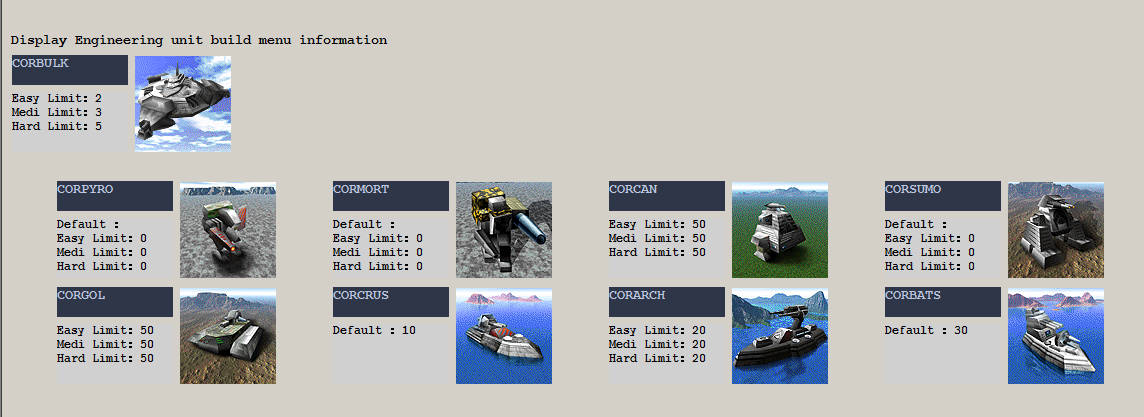 Display Engineering unit build menu information
CORBULK
Easy Limit: 2
Medi Limit: 3
Hard Limit: 5
CORPYRO
Default :
Easy Limit: 0
Medi Limit: 0
Hard Limit: 0
CORMORT
Default :
Easy Limit: 0
Medi Limit: 0
Hard Limit: 0
CORCAN
Easy Limit: 50
Medi Limit: 50
Hard Limit: 50
CORSUMO
Default :
Easy Limit: 0
Medi Limit: 0
Hard Limit: 0
CORGOL
Easy Limit: 50
Medi Limit: 50
Hard Limit: 50
CORCRUS
Default : 10
CORARCH
Easy Limit: 20
Medi Limit: 20
Hard Limit: 20
CORBATS
Default : 30